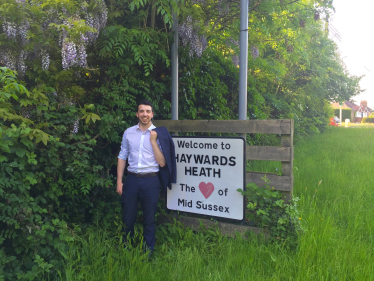 Welcome to
HAYWARDS
HEATH
The ♥ of
Mid Sussex